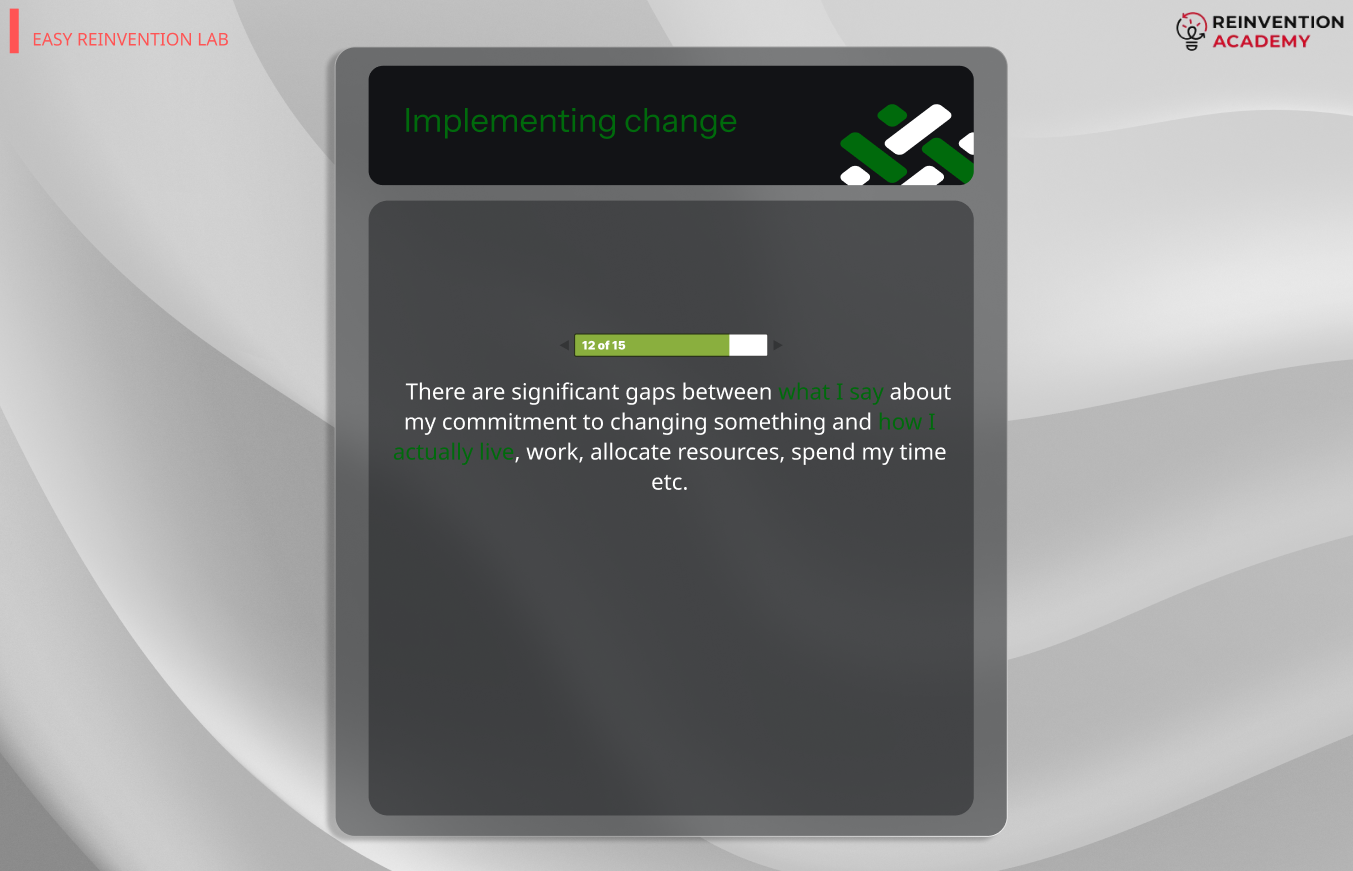 EASY REINVENTION LAB
REINVENTION
ACADEMY
Implementing change
12 of 15
There are significant gaps between what I say about
my commitment to changing something and how I
actually live, work, allocate resources, spend my time
etc.